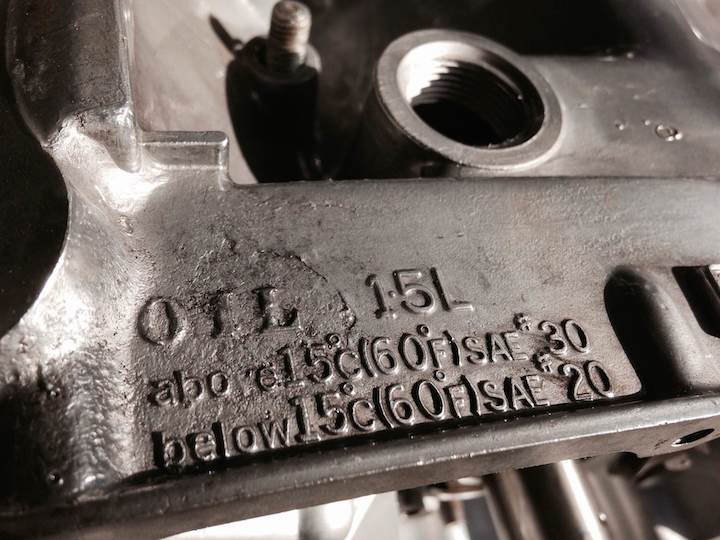 OIL 1.5L
above 15°C(60°F) SAE #30
below 15°C(60°F) SAE #20